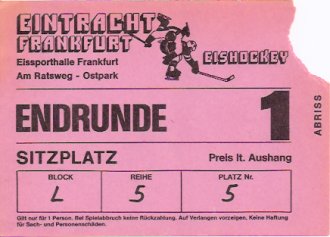 EINTRACHT
FRANKFURT
EISHOCKEY
Eissporthalle Frankfurt
Am Ratsweg - Ostpark
ENDRUNDE 1
ABRISS
SITZPLATZ Preis lt. Aushang
BLOCK REIHE PLATZ Nr.
L 5 5
Gilt nur für 1 Person. Bei Spielabbruch keine Rückzahlung. Auf Verlangen vorzeigen. Keine Haftung
für Sach- und Personenschäden.